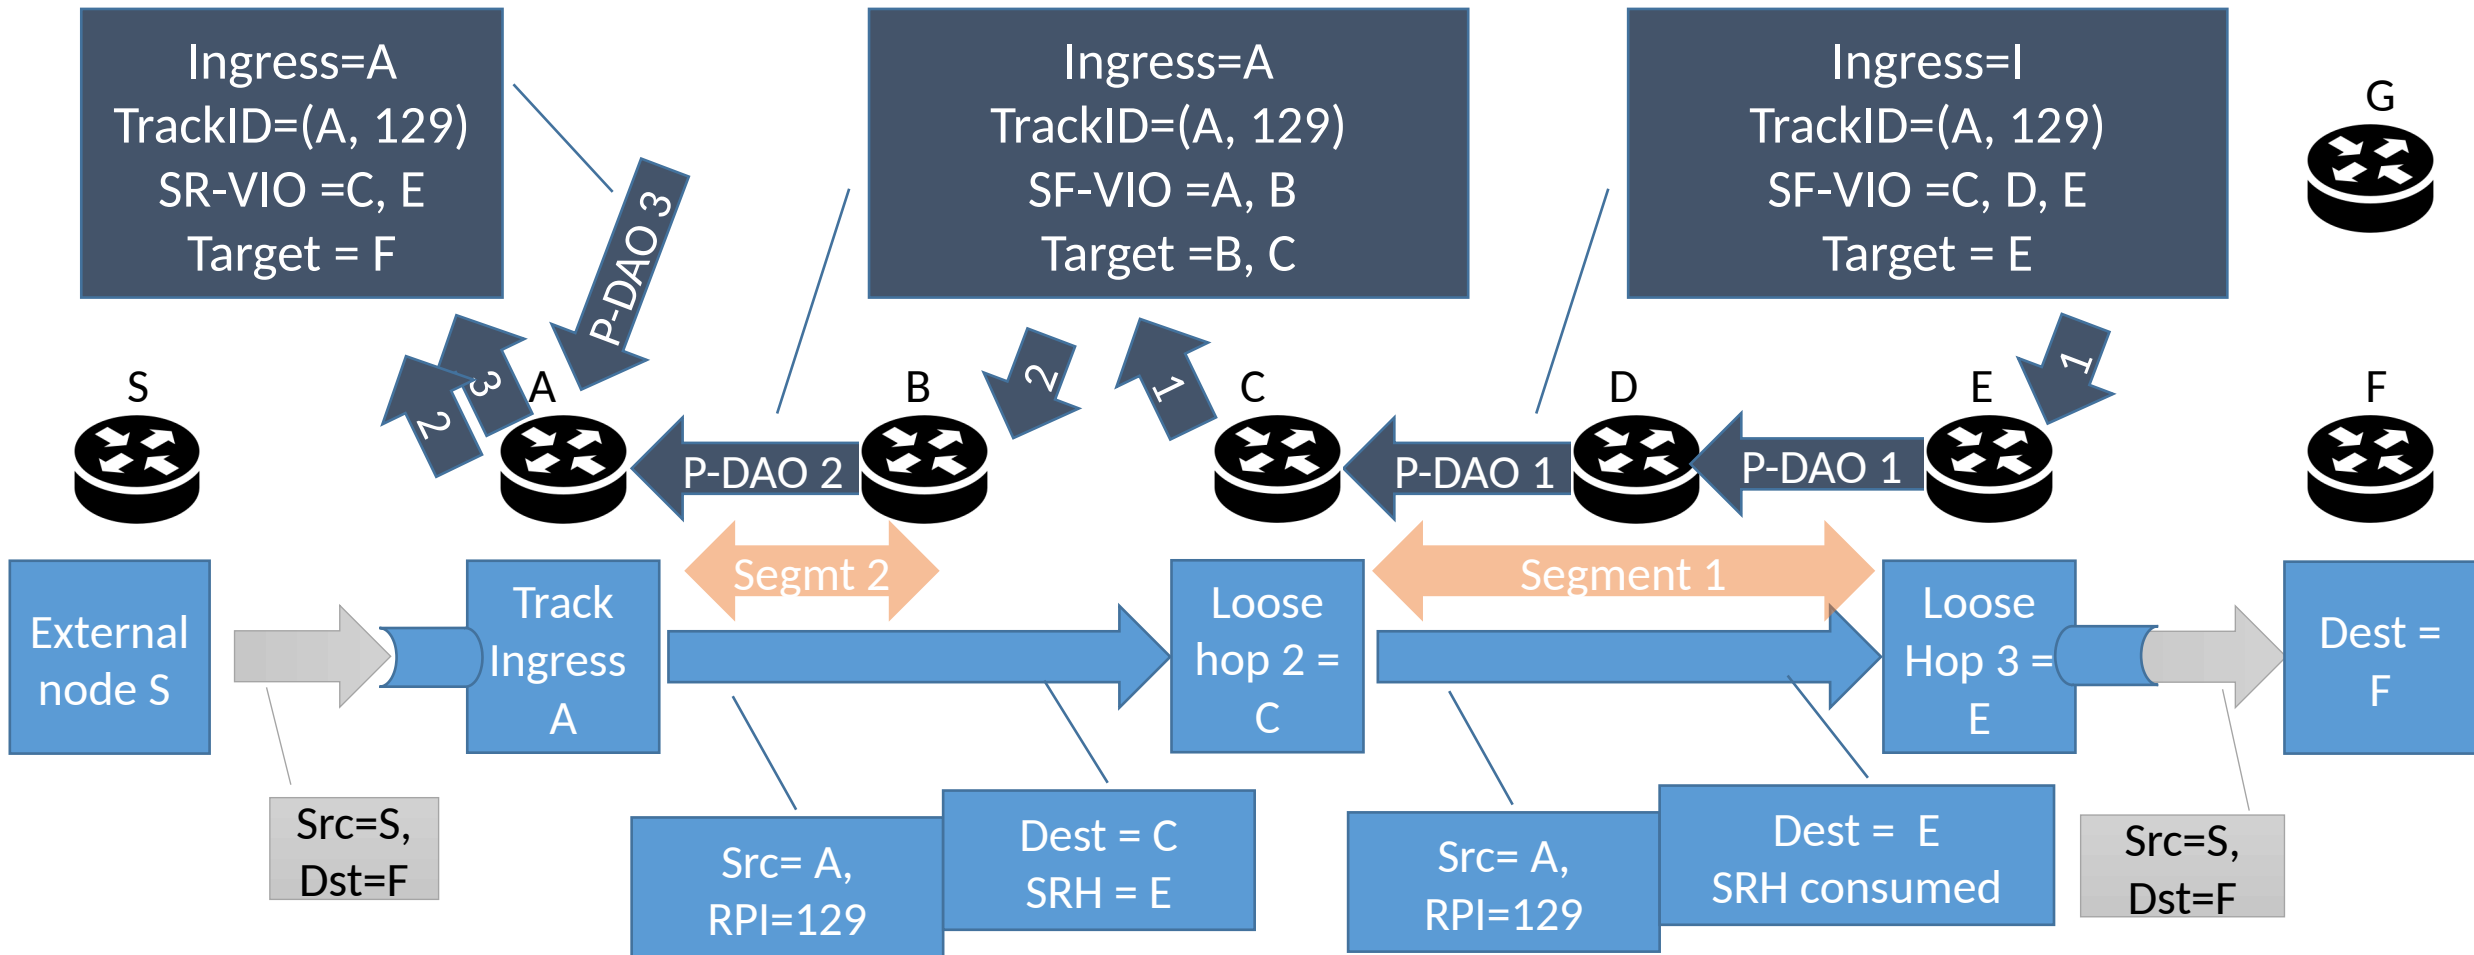 Ingress=A
TrackID=(A, 129)
SR-VIO =C, E
Target = F
Ingress=A
TrackID=(A, 129)
SF-VIO =A, B
Target =B, C
Ingress=I
TrackID=(A, 129)
SF-VIO =C, D, E
Target = E
G
P-DAO 3
3
2
2
1
1
S
A
B
C
D
E
F
P-DAO 2
P-DAO 1
P-DAO 1
Segmt 2
Segment 1
External
node S
Track
Ingress
A
Loose
hop 2 =
C
Loose
Hop 3 =
E
Dest =
F
Src=S,
Dst=F
Src= A,
RPI=129
Dest = C
SRH = E
Src= A,
RPI=129
Dest = E
SRH consumed
Src=S,
Dst=F